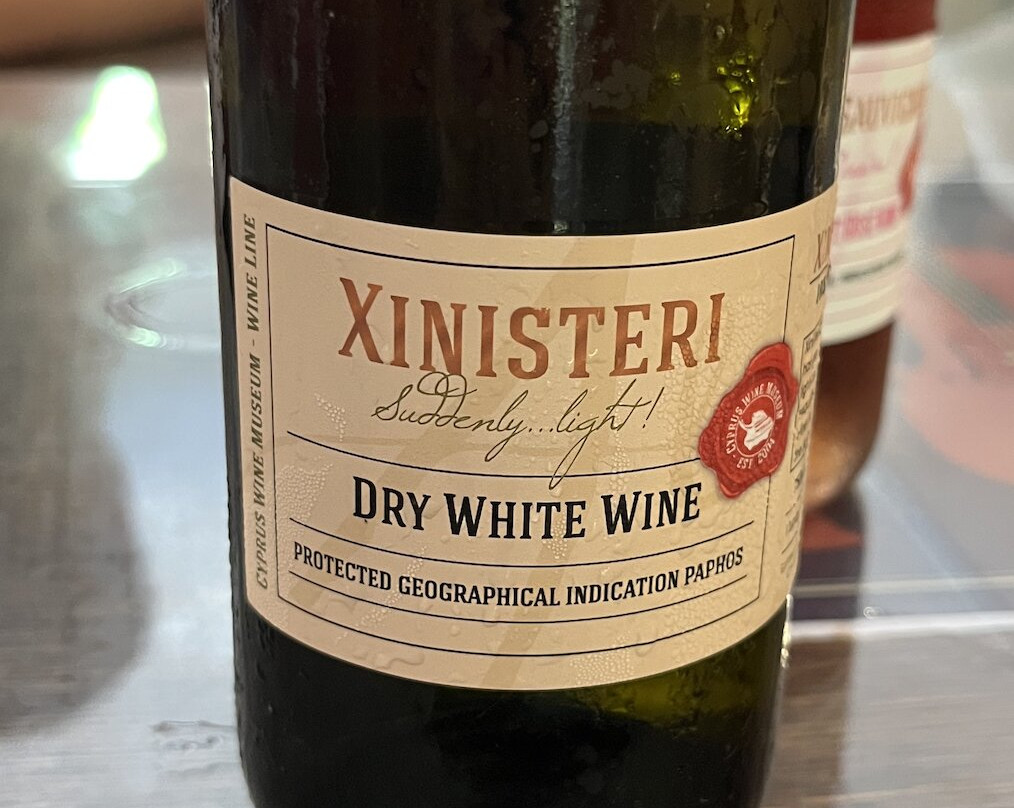 CYPRUS WINE MUSEUM - WINE LINE
XINISTERI
Suddenly...light!
DRY WHITE WINE
PROTECTED GEOGRAPHICAL INDICATION PAPHOS
CYPRUS WINE MUSEUM
EST 2004